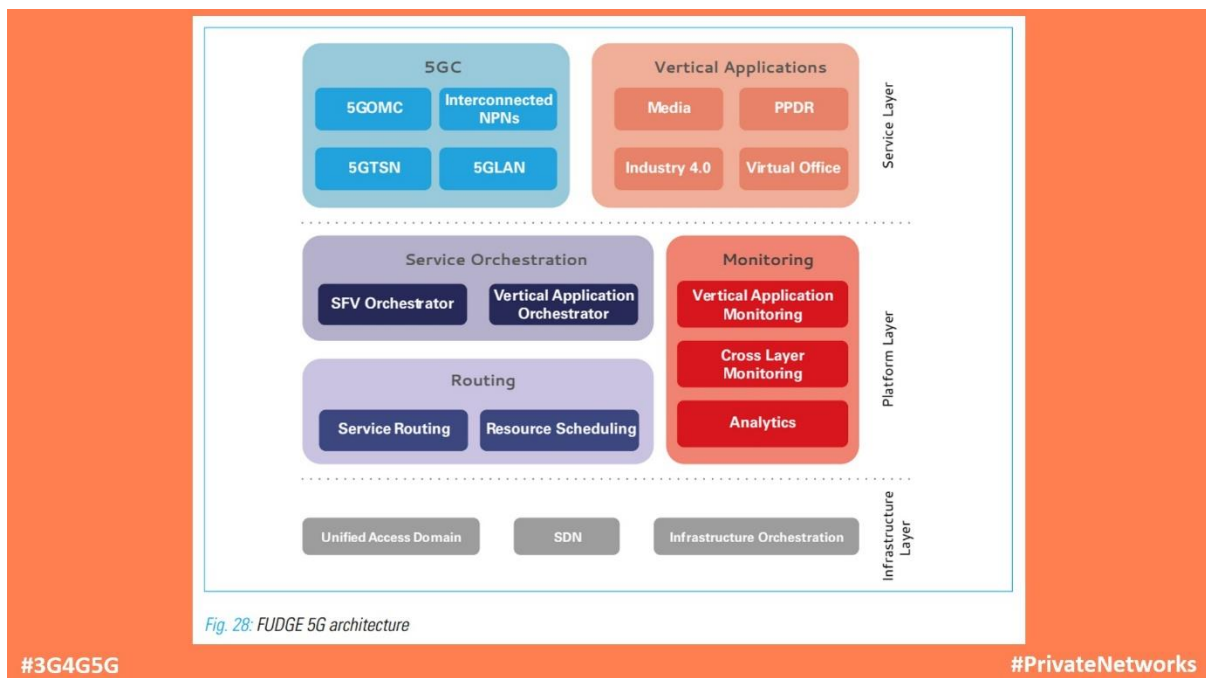 5GC
5GOMC
Interconnected
NPNs
5GTSN
5GLAN
Vertical Applications
Media
PPDR
Industry 4.0
Virtual Office
Service Layer
Service Orchestration
SFV Orchestrator
Vertical Application
Orchestrator
Routing
Service Routing
Resource Scheduling
Monitoring
Vertical Application
Monitoring
Cross Layer
Monitoring
Analytics
Platform Layer
Unified Access Domain
SDN
Infrastructure Orchestration
Infrastructure
Layer
Fig. 28: FUDGE 5G architecture
#3G4G5G
#PrivateNetworks